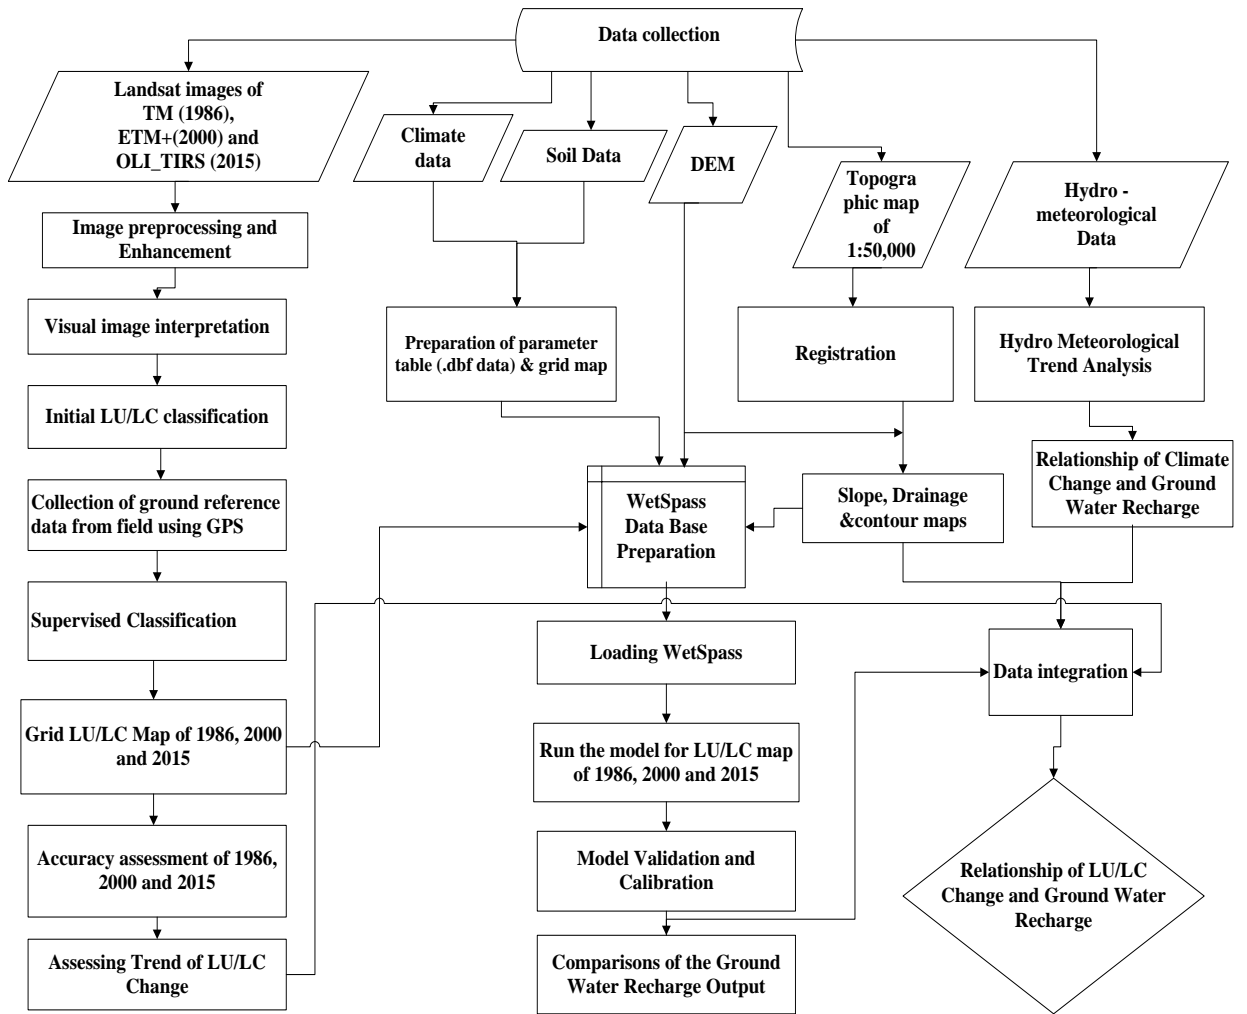 Data collection
Landsat images of
TM (1986),
ETM+(2000) and
OLI_TIRS (2015)
Climate
data
Soil Data
DEM
Topogra
phic map
of
1:50,000
Hydro -
meteorological
Data
Image preprocessing and
Enhancement
Visual image interpretation
Preparation of parameter
table (.dbf data) & grid map
Registration
Hydro Meteorological
Trend Analysis
Initial LU/LC classification
Relationship of Climate
Change and Ground
Water Recharge
Collection of ground reference
data from field using GPS
WetSpass
Data Base
Preparation
Slope, Drainage
&contour maps
Supervised Classification
Loading WetSpass
Data integration
Grid LU/LC Map of 1986, 2000
and 2015
Run the model for LU/LC map
of 1986, 2000 and 2015
Accuracy assessment of 1986,
2000 and 2015
Model Validation and
Calibration
Relationship of LU/LC
Change and Ground Water
Recharge
Assessing Trend of LU/LC
Change
Comparisons of the Ground
Water Recharge Output